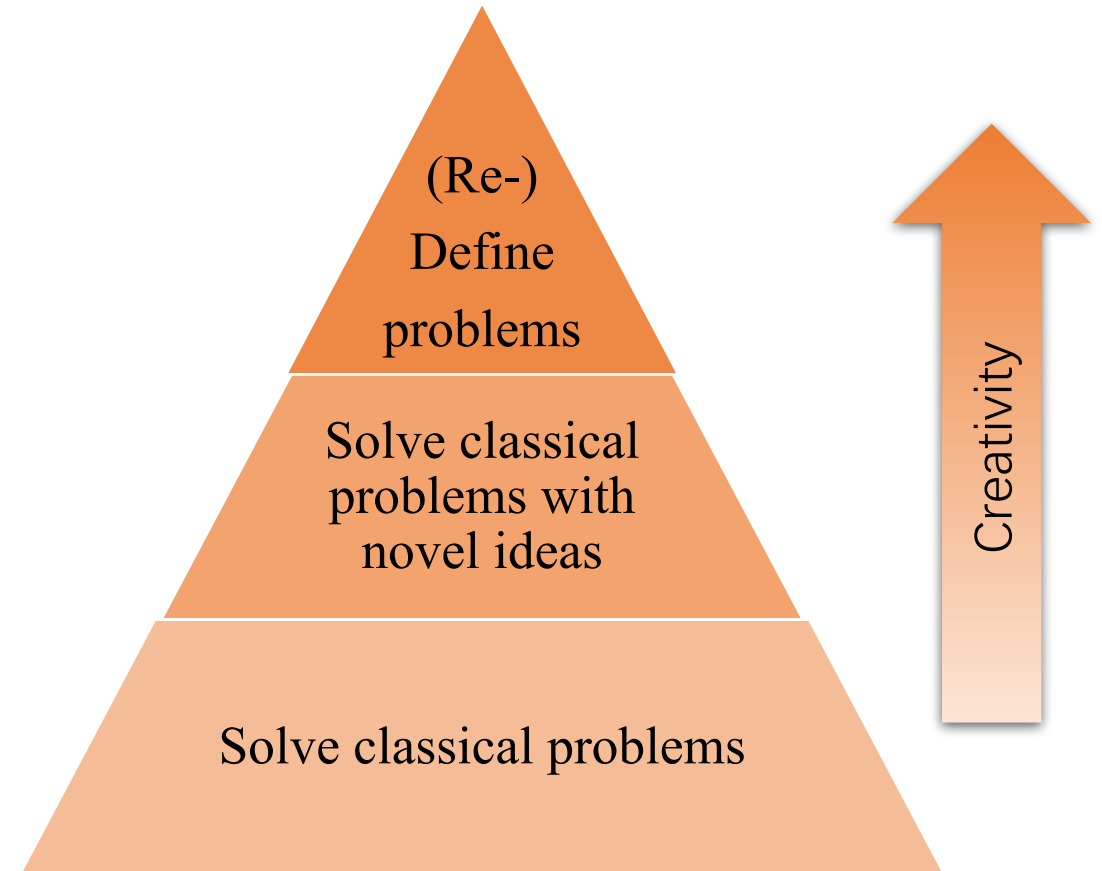 (Re-)
Define
problems
Solve classical
problems with
novel ideas
Solve classical problems
Creativity